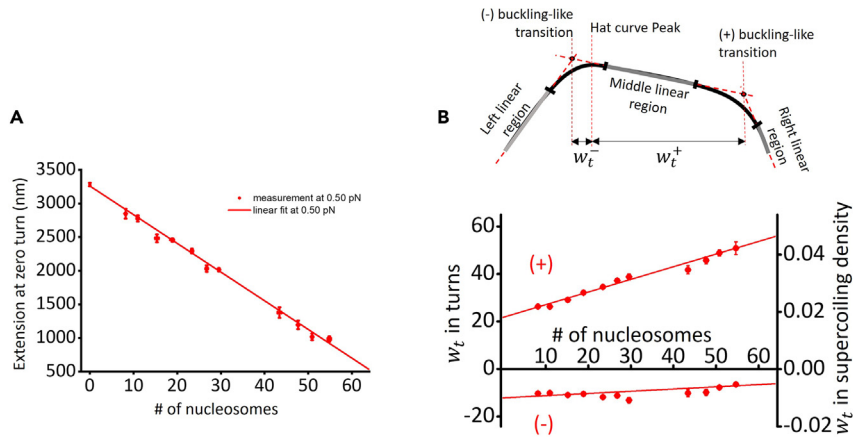 A
Extension at zero turn (nm)
3500
3000
2500
2000
1500
1000
500
0
10
20
30
40
50
60
# of nucleosomes
measurement at 0.50 pN
linear fit at 0.50 pN
B
(-) buckling-like
transition
Hat curve Peak
(+) buckling-like
transition
Left linear
region
Middle linear
region
Right linear
region
w_t^-
w_t^+
w_t in turns
60
40
20
0
-20
(+)
# of nucleosomes
10
20
30
40
50
60
(-)
0.04
0.02
0.00
-0.02
w_t in supercoiling density